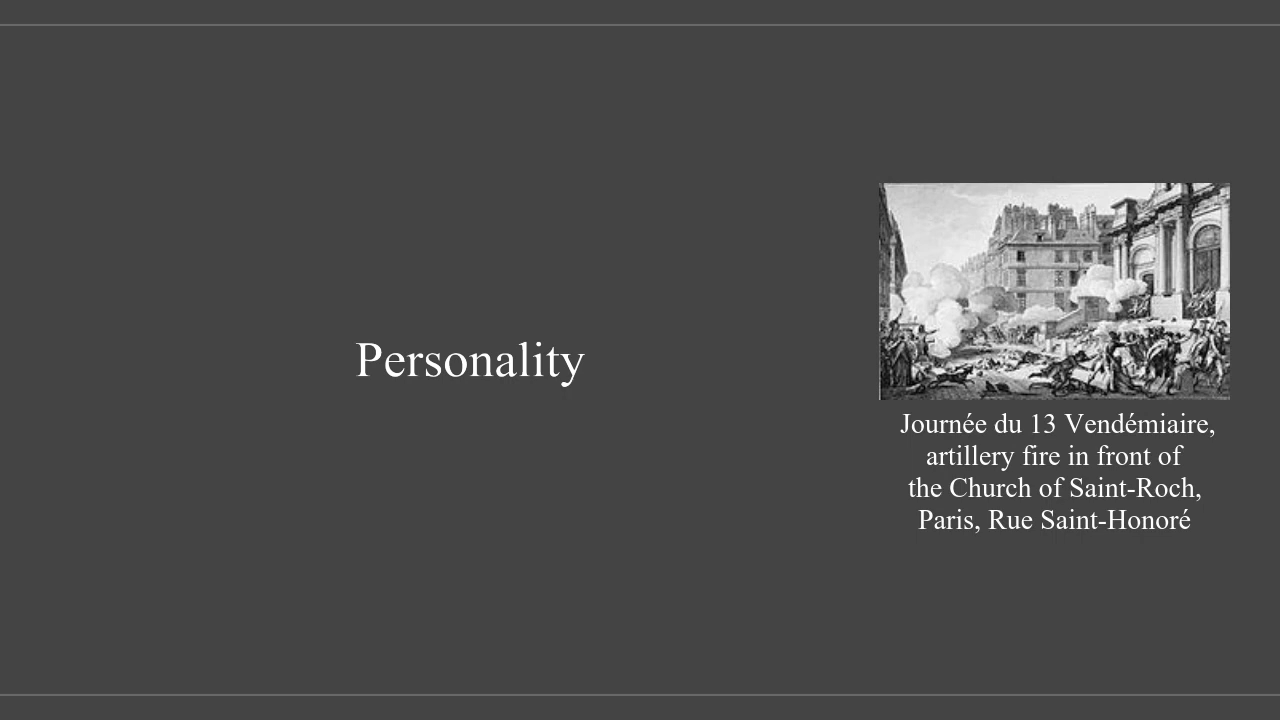 Personality
Journée du 13 Vendémiaire,
artillery fire in front of
the Church of Saint-Roch,
Paris, Rue Saint-Honoré